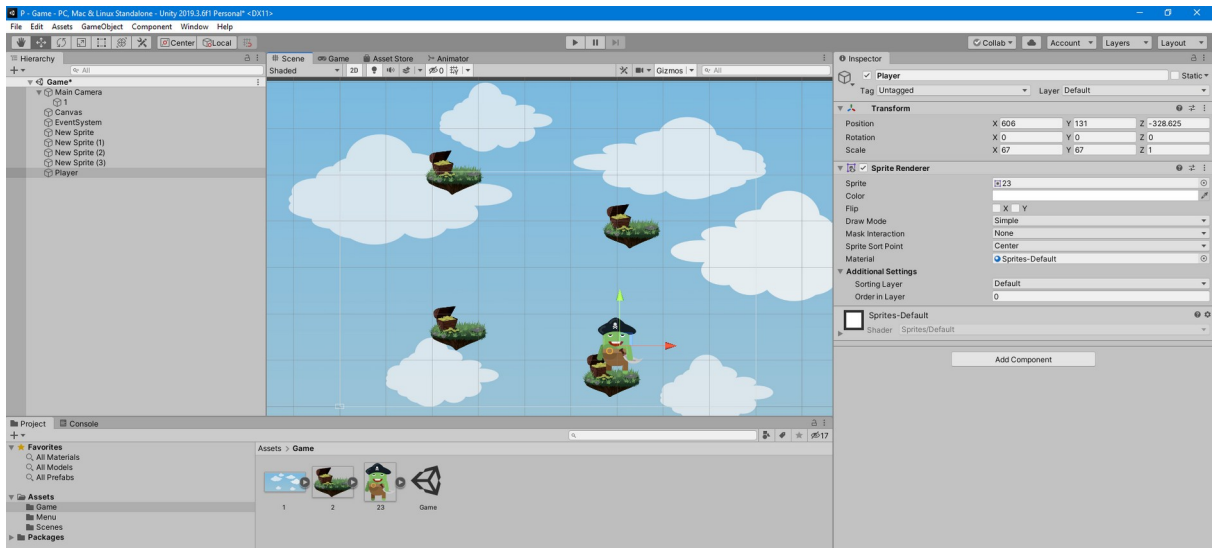 P - Game - PC, Mac & Linux Standalone - Unity 2019.3.6f1 Personal* <DX11>
File Edit Assets GameObject Component Window Help
Center Local Collab Account Layers Layout
Hierarchy
All
Game*
Main Camera
1
Canvas
EventSystem
New Sprite
New Sprite (1)
New Sprite (2)
New Sprite (3)
Player
Scene Game Asset Store Animator
Shaded 2D 0 Gizmos All
Inspector
Player Static
Tag Untagged Layer Default
Transform
Position X 606 Y 131 Z -328.625
Rotation X 0 Y 0 Z 0
Scale X 67 Y 67 Z 1
Sprite Renderer
Sprite 23
Color
Flip X Y
Draw Mode Simple
Mask Interaction None
Sprite Sort Point Center
Material Sprites-Default
Additional Settings
Sorting Layer Default
Order in Layer 0
Sprites-Default
Shader Sprites/Default
Add Component
Project Console
17
Favorites
All Materials
All Models
All Prefabs
Assets
Game
Menu
Scenes
Packages
Assets > Game
1 2 23 Game